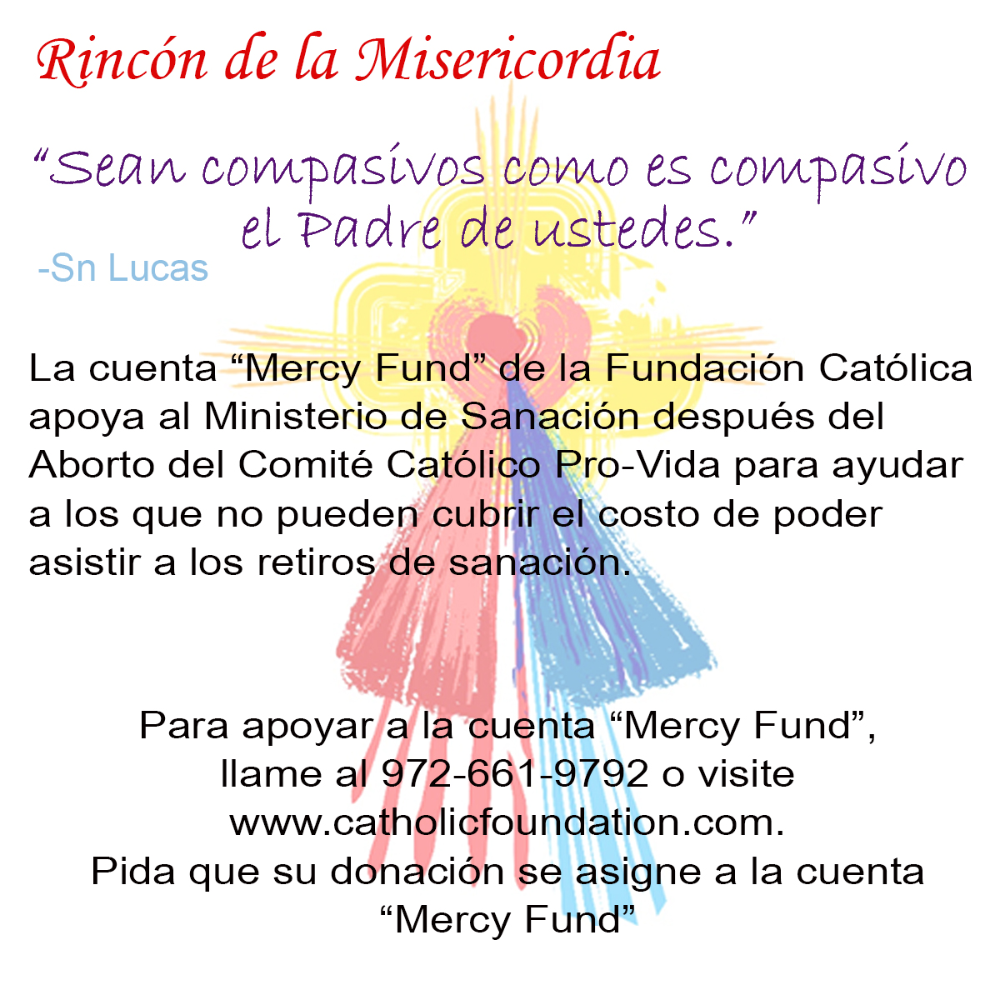 Rincón de la Misericordia
“Sean compasivos como es compasivo
el Padre de ustedes.”
-Sn Lucas
La cuenta “Mercy Fund” de la Fundación Católica
apoya al Ministerio de Sanación después del
Aborto del Comité Católico Pro-Vida para ayudar
a los que no pueden cubrir el costo de poder
asistir a los retiros de sanación.
Para apoyar a la cuenta “Mercy Fund”,
llame al 972-661-9792 o visite
www.catholicfoundation.com.
Pida que su donación se asigne a la cuenta
“Mercy Fund”